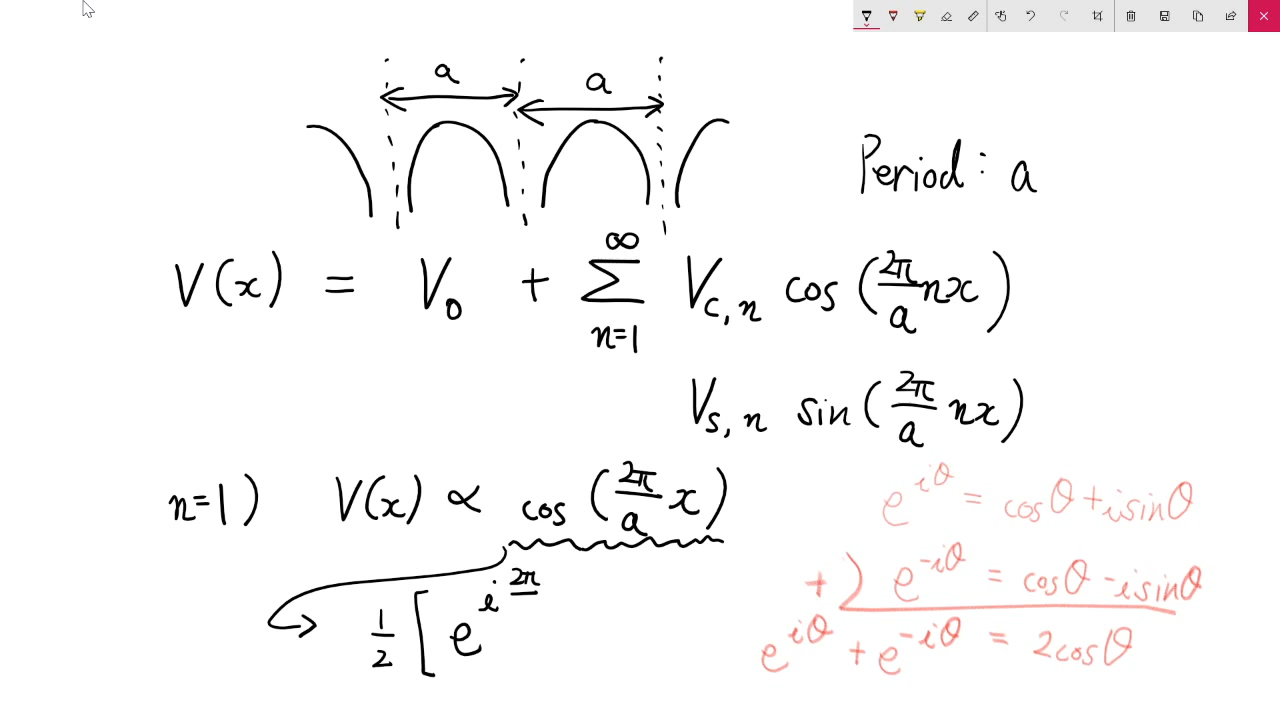 a a
Period: a
V(x) = V₀ + ∑ₙ₌₁^∞ V_{c,n} cos(2π/a nx)
V_{s,n} sin(2π/a nx)
n=1) V(x) ∝ cos(2π/a x)
e^{iθ} = cosθ + i sinθ
+) e^{-iθ} = cosθ - i sinθ
1/2 [e^{i 2π
e^{iθ} + e^{-iθ} = 2cosθ